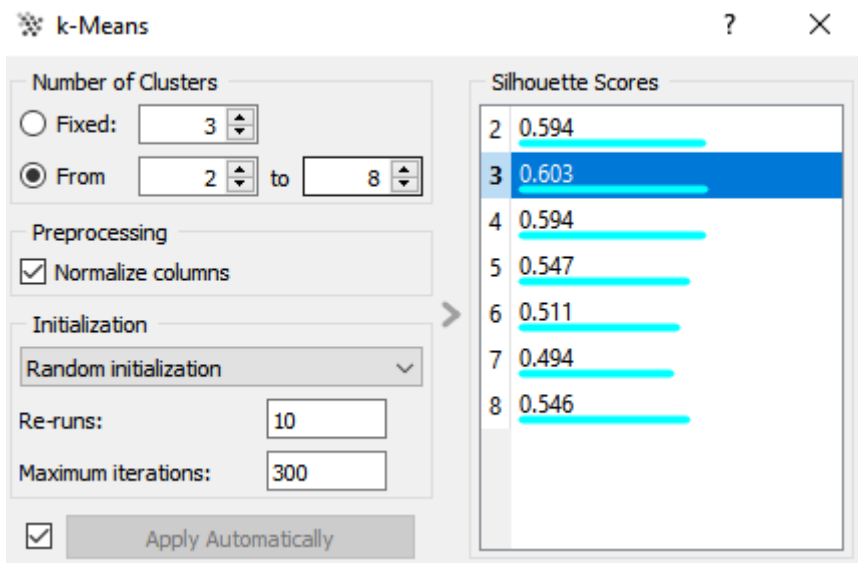 k-Means ? ×
Number of Clusters
Fixed: 3
From 2 to 8
Preprocessing
Normalize columns
Initialization
Random initialization
Re-runs: 10
Maximum iterations: 300
Apply Automatically
Silhouette Scores
2 0.594
3 0.603
4 0.594
5 0.547
6 0.511
7 0.494
8 0.546